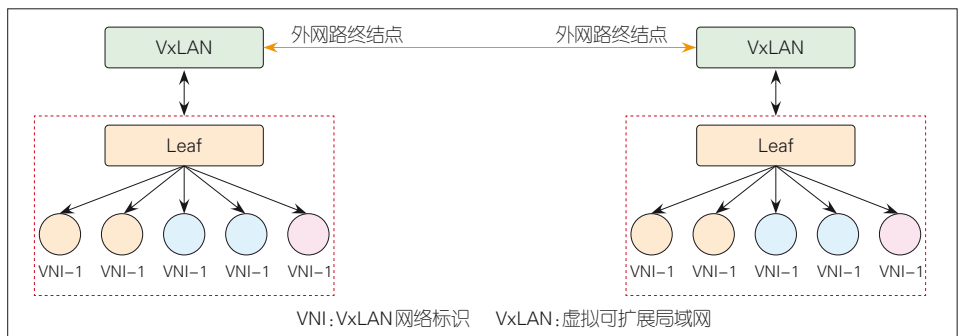 外网路终结点 外网路终结点
VxLAN VxLAN
Leaf Leaf
VNI-1 VNI-1 VNI-1 VNI-1 VNI-1 VNI-1 VNI-1 VNI-1 VNI-1 VNI-1
VNI:VxLAN网络标识 VxLAN:虚拟可扩展局域网